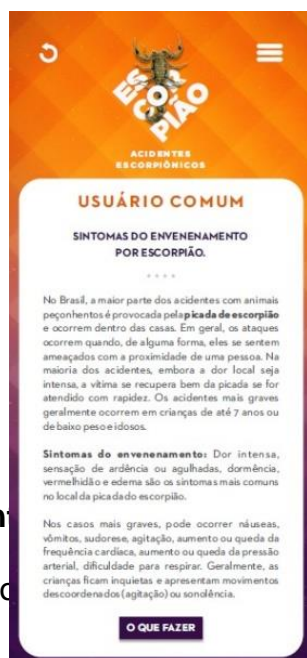 ES
COR
PIÃO
ACIDENTES
ESCORPIÔNICOS
USUÁRIO COMUM
SINTOMAS DO ENVENENAMENTO
POR ESCORPIÃO.
No Brasil, a maior parte dos acidentes com animais
peçonhentos é provocada pela picada de escorpião
e ocorrem dentro das casas. Em geral, os ataques
ocorrem quando, de alguma forma, eles se sentem
ameaçados com a proximidade de uma pessoa. Na
maioria dos acidentes, embora a dor local seja
intensa, a vítima se recupera bem da picada se for
atendido com rapidez. Os acidentes mais graves
geralmente ocorrem em crianças de até 7 anos ou
de baixo peso e idosos.
Sintomas do envenenamento: Dor intensa,
sensação de ardência ou agulhadas, dormência,
vermelhidão e edema são os sintomas mais comuns
no local da picada do escorpião.
Nos casos mais graves, pode ocorrer náuseas,
vômitos, sudorese, agitação, aumento ou queda da
frequência cardíaca, aumento ou queda da pressão
arterial, dificuldade para respirar. Geralmente, as
crianças ficam inquietas e apresentam movimentos
descoordenados (agitação) ou sonolência.
O QUE FAZER